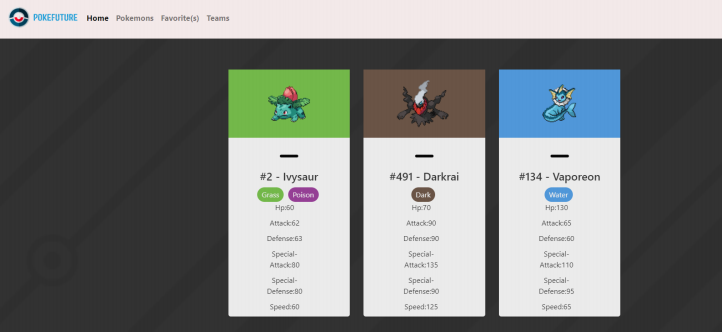 POKEFUTURE Home Pokemons Favorite(s) Teams
#2 - Ivysaur
Grass Poison
Hp:60
Attack:62
Defense:63
Special-
Attack:80
Special-
Defense:80
Speed:60
#491 - Darkrai
Dark
Hp:70
Attack:90
Defense:90
Special-
Attack:135
Special-
Defense:90
Speed:125
#134 - Vaporeon
Water
Hp:130
Attack:65
Defense:60
Special-
Attack:110
Special-
Defense:95
Speed:65